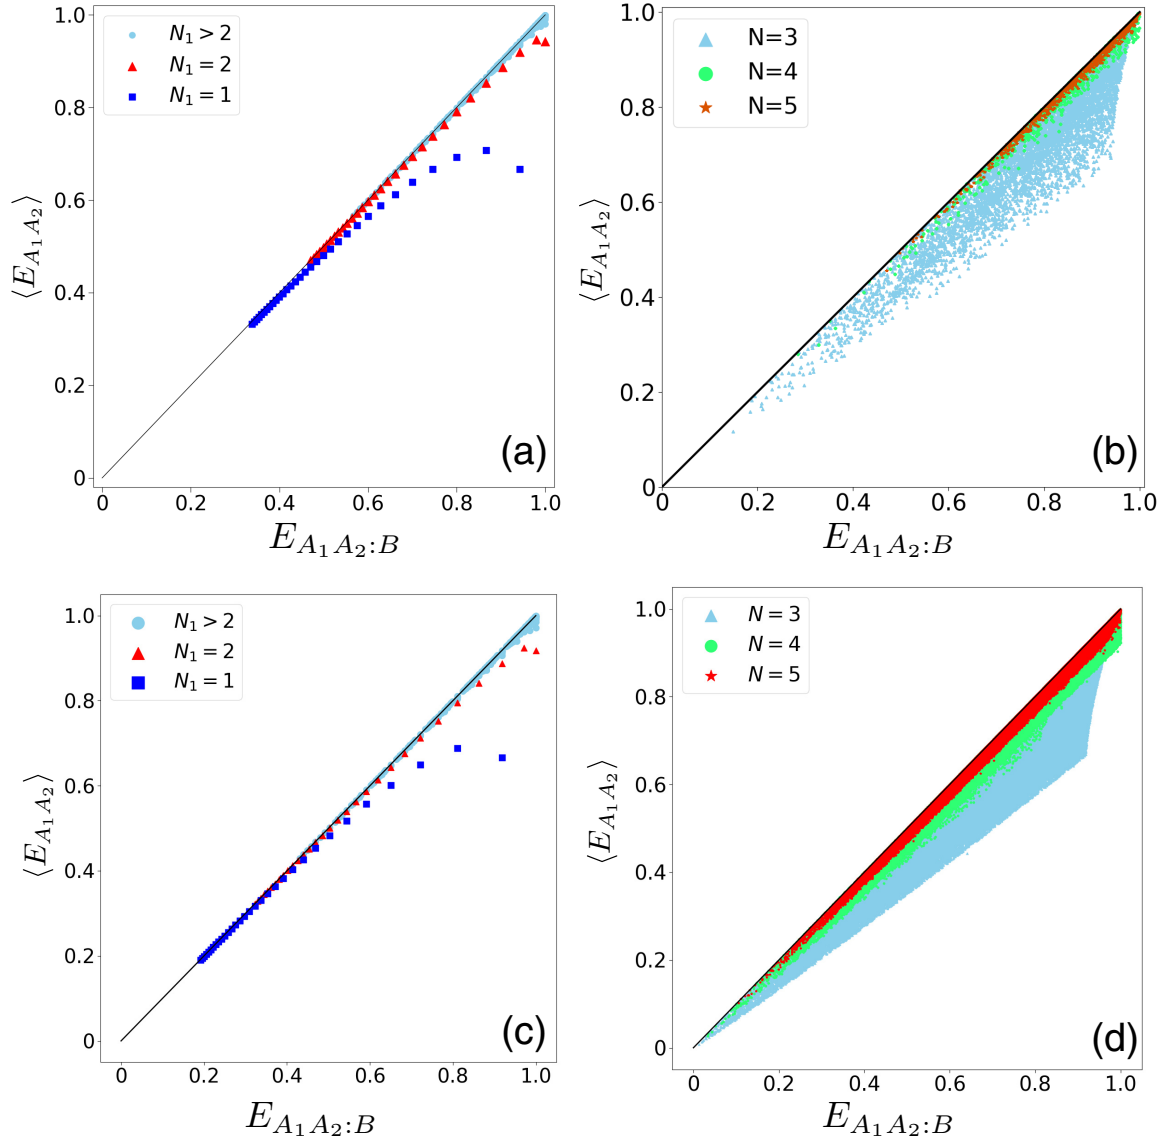 1.0
0.8
0.6
0.4
0.2
0
⟨E_{A_1A_2}⟩
N_1 > 2
N_1 = 2
N_1 = 1
(a)
0 0.2 0.4 0.6 0.8 1.0
E_{A_1A_2:B}
1.0
0.8
0.6
0.4
0.2
0
⟨E_{A_1A_2}⟩
N=3
N=4
N=5
(b)
0 0.2 0.4 0.6 0.8 1.0
E_{A_1A_2:B}
1.0
0.8
0.6
0.4
0.2
0
⟨E_{A_1A_2}⟩
N_1 > 2
N_1 = 2
N_1 = 1
(c)
0 0.2 0.4 0.6 0.8 1.0
E_{A_1A_2:B}
1.0
0.8
0.6
0.4
0.2
0
⟨E_{A_1A_2}⟩
N = 3
N = 4
N = 5
(d)
0 0.2 0.4 0.6 0.8 1.0
E_{A_1A_2:B}